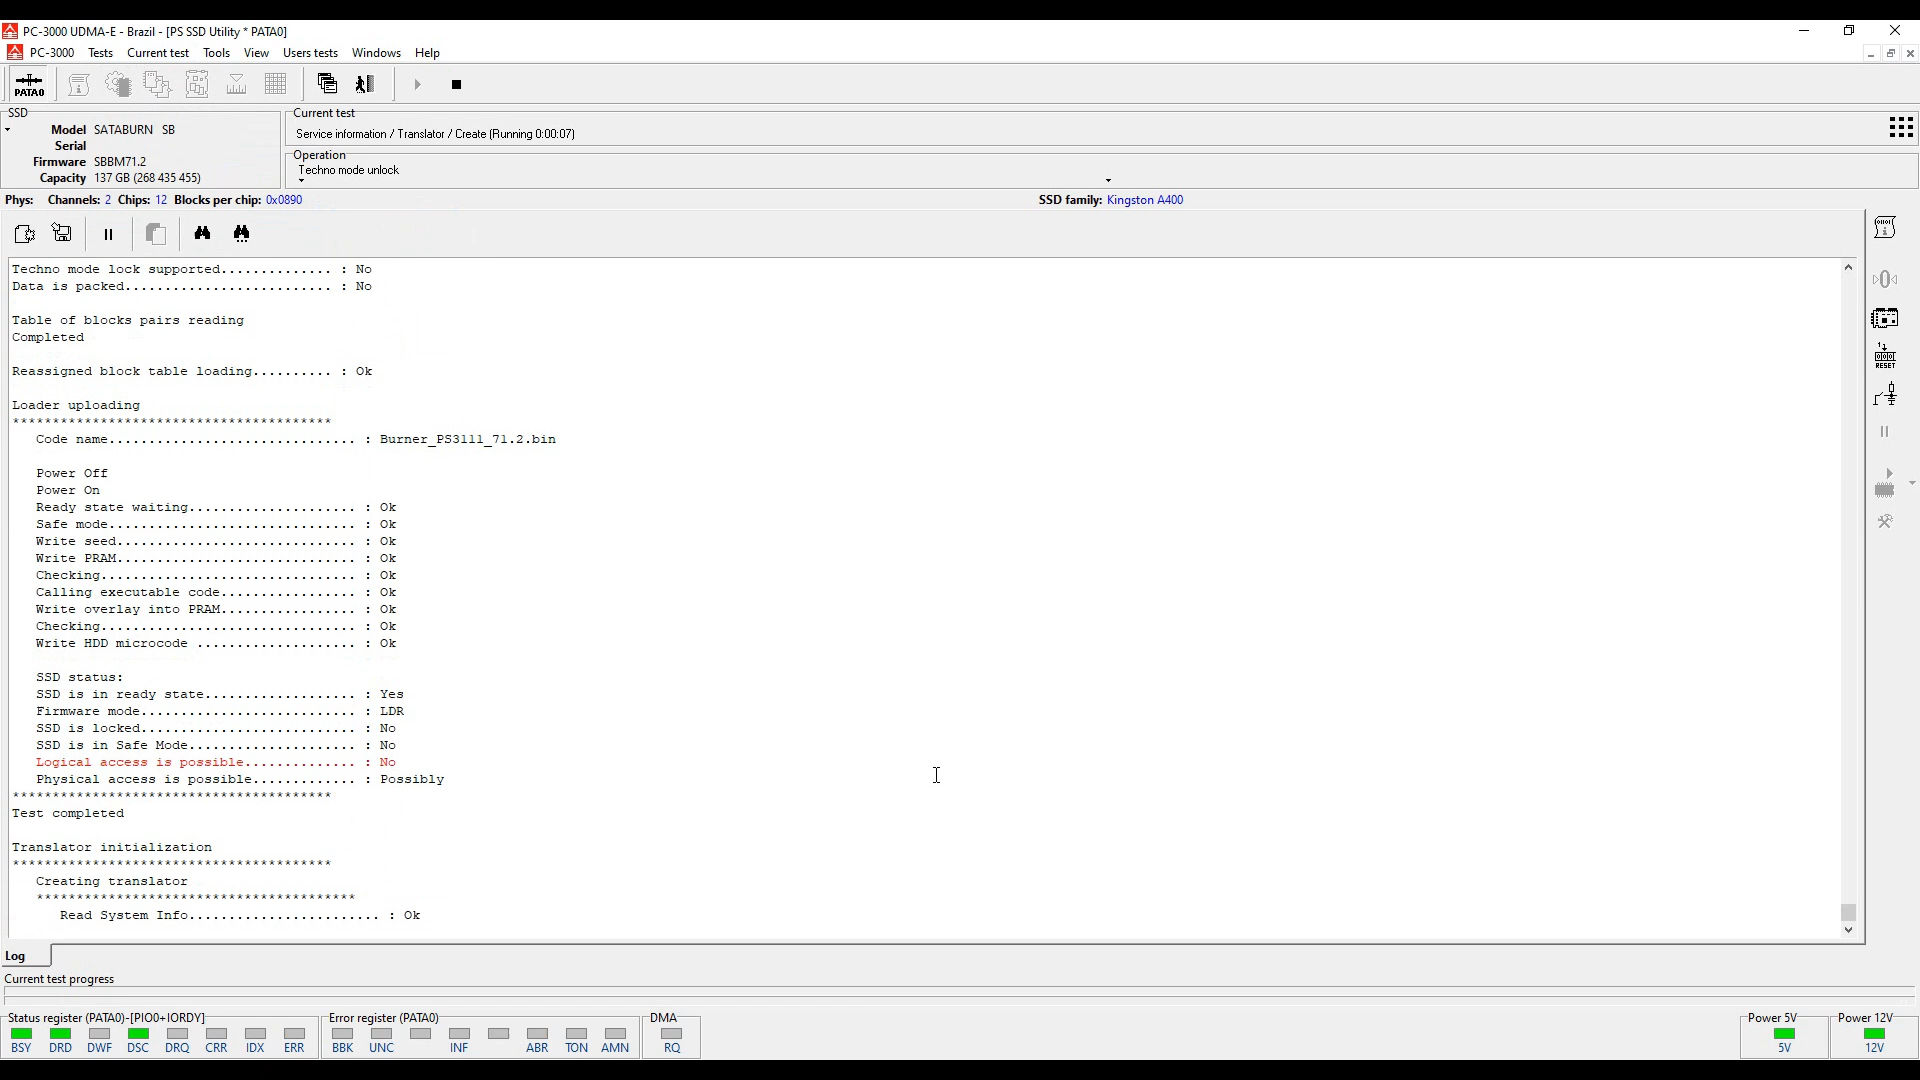 PC-3000 UDMA-E - Brazil - [PS SSD Utility * PATA0]
PC-3000 Tests Current test Tools View Users tests Windows Help
PATA0
SSD
Model SATABURN SB
Serial
Firmware SBBM71.2
Capacity 137 GB (268 435 455)
Current test
Service information / Translator / Create (Running 0:00:07)
Operation
Techno mode unlock
Phys: Channels: 2 Chips: 12 Blocks per chip: 0x0890
SSD family: Kingston A400
Techno mode lock supported.............. : No
Data is packed.......................... : No
Table of blocks pairs reading
Completed
Reassigned block table loading.......... : Ok
Loader uploading
****************************************
Code name............................... : Burner_PS3111_71.2.bin
Power Off
Power On
Ready state waiting..................... : Ok
Safe mode............................... : Ok
Write seed.............................. : Ok
Write PRAM.............................. : Ok
Checking................................ : Ok
Calling executable code................. : Ok
Write overlay into PRAM................. : Ok
Checking................................ : Ok
Write HDD microcode .................... : Ok
SSD status:
SSD is in ready state................... : Yes
Firmware mode........................... : LDR
SSD is locked........................... : No
SSD is in Safe Mode..................... : No
Logical access is possible.............. : No
Physical access is possible............. : Possibly
****************************************
Test completed
Translator initialization
****************************************
Creating translator
****************************************
Read System Info........................ : Ok
Log
Current test progress
Status register (PATA0)-[PIO0+IORDY]
BSY DRD DWF DSC DRQ CRR IDX ERR
Error register (PATA0)
BBK UNC INF ABR TON AMN
DMA
RQ
Power 5V
5V
Power 12V
12V
RESET